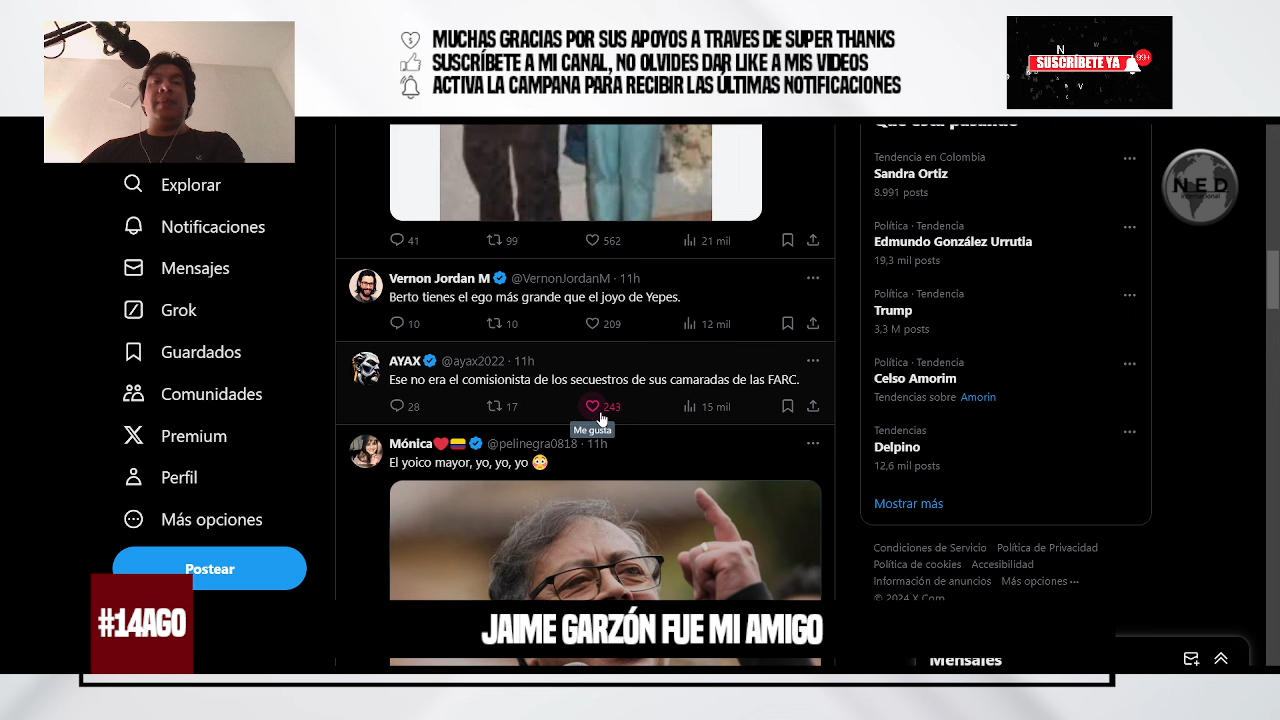 MUCHAS GRACIAS POR SUS APOYOS A TRAVES DE SUPER THANKS
SUSCRÍBETE A MI CANAL, NO OLVIDES DAR LIKE A MIS VIDEOS
ACTIVA LA CAMPANA PARA RECIBIR LAS ÚLTIMAS NOTIFICACIONES
N
SUSCRÍBETE YA
99+
V
N.E.D
international
Explorar
Notificaciones
Mensajes
Grok
Guardados
Comunidades
Premium
Perfil
Más opciones
Postear
41 99 562 21 mil
Vernon Jordan M @VernonJordanM · 11h
Berto tienes el ego más grande que el joyo de Yepes.
10 10 209 12 mil
AYAX @ayax2022 · 11h
Ese no era el comisionista de los secuestros de sus camaradas de las FARC.
28 17 243 15 mil
Me gusta
Mónica❤️🇨🇴 @pelinegra0818 · 11h
El yoico mayor, yo, yo, yo 😳
Qué está pasando
Tendencia en Colombia
Sandra Ortiz
8.991 posts
Política · Tendencia
Edmundo González Urrutia
19,3 mil posts
Política · Tendencia
Trump
3,3 M posts
Política · Tendencia
Celso Amorim
Tendencias sobre Amorin
Tendencias
Delpino
12,6 mil posts
Mostrar más
Condiciones de Servicio Política de Privacidad
Política de cookies Accesibilidad
Información de anuncios Más opciones ···
© 2024 X Corp.
Mensajes
#14AGO
JAIME GARZÓN FUE MI AMIGO